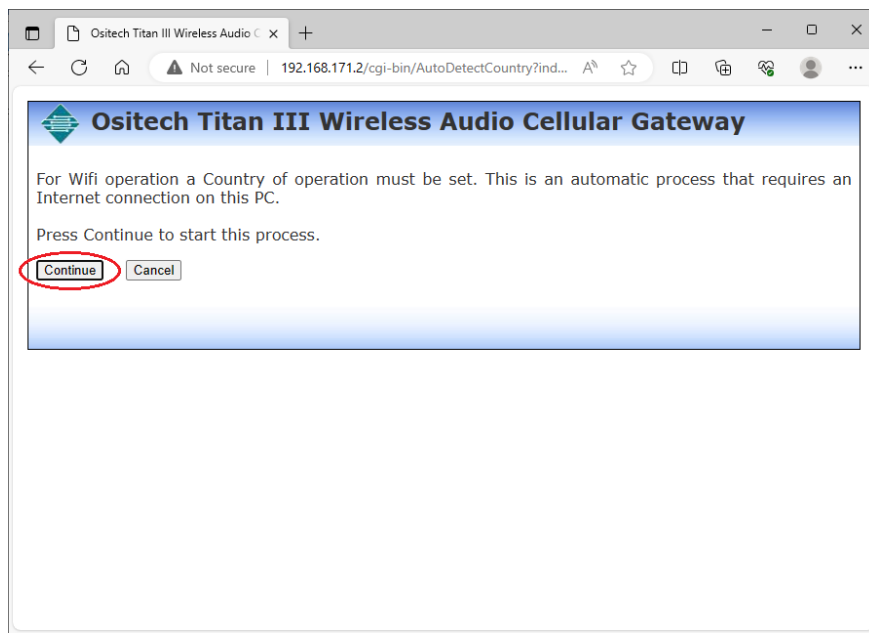 Ositech Titan III Wireless Audio C
Not secure | 192.168.171.2/cgi-bin/AutoDetectCountry?ind...
Ositech Titan III Wireless Audio Cellular Gateway
For Wifi operation a Country of operation must be set. This is an automatic process that requires an
Internet connection on this PC.
Press Continue to start this process.
Continue Cancel